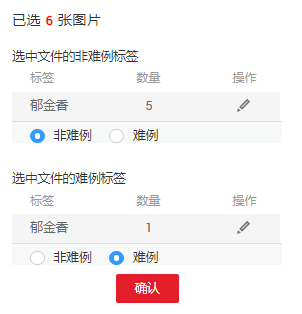 已选 6 张图片
选中文件的非难例标签
标签 数量 操作
郁金香 5
非难例 难例
选中文件的难例标签
标签 数量 操作
郁金香 1
非难例 难例
确认